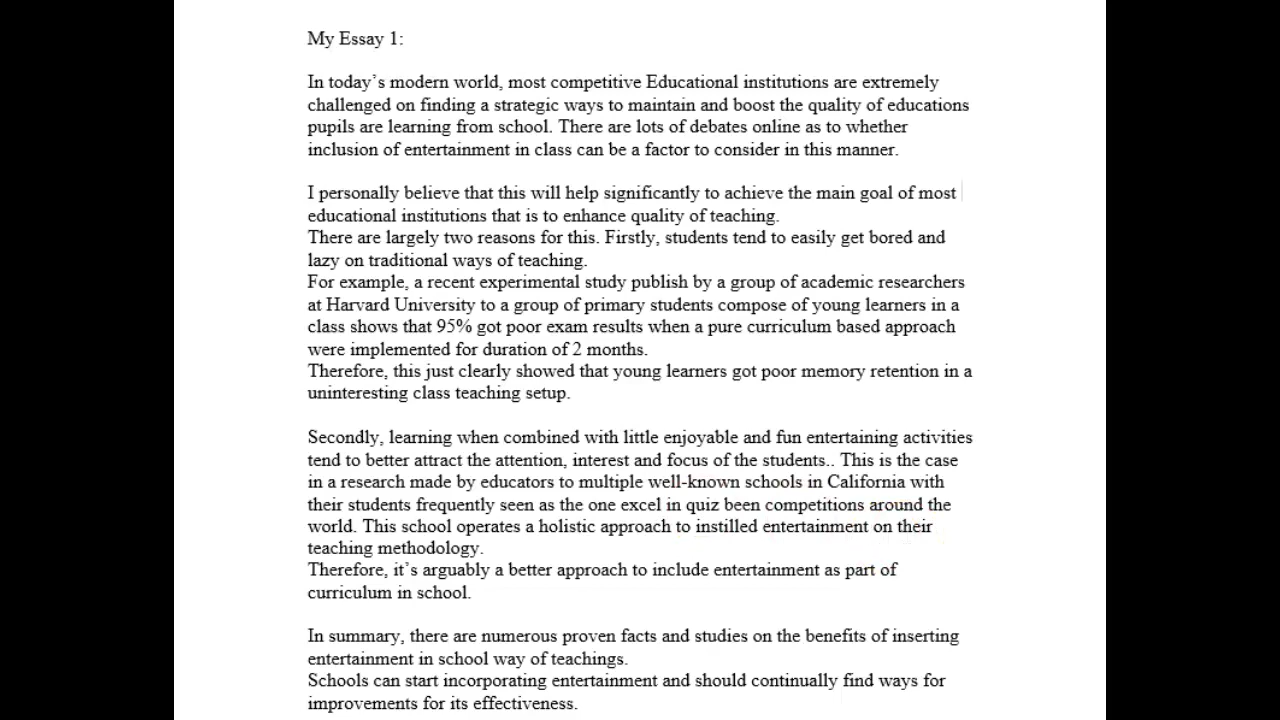 My Essay 1:
In today’s modern world, most competitive Educational institutions are extremely
challenged on finding a strategic ways to maintain and boost the quality of educations
pupils are learning from school. There are lots of debates online as to whether
inclusion of entertainment in class can be a factor to consider in this manner.
I personally believe that this will help significantly to achieve the main goal of most
educational institutions that is to enhance quality of teaching.
There are largely two reasons for this. Firstly, students tend to easily get bored and
lazy on traditional ways of teaching.
For example, a recent experimental study publish by a group of academic researchers
at Harvard University to a group of primary students compose of young learners in a
class shows that 95% got poor exam results when a pure curriculum based approach
were implemented for duration of 2 months.
Therefore, this just clearly showed that young learners got poor memory retention in a
uninteresting class teaching setup.
Secondly, learning when combined with little enjoyable and fun entertaining activities
tend to better attract the attention, interest and focus of the students.. This is the case
in a research made by educators to multiple well-known schools in California with
their students frequently seen as the one excel in quiz been competitions around the
world. This school operates a holistic approach to instilled entertainment on their
teaching methodology.
Therefore, it’s arguably a better approach to include entertainment as part of
curriculum in school.
In summary, there are numerous proven facts and studies on the benefits of inserting
entertainment in school way of teachings.
Schools can start incorporating entertainment and should continually find ways for
improvements for its effectiveness.